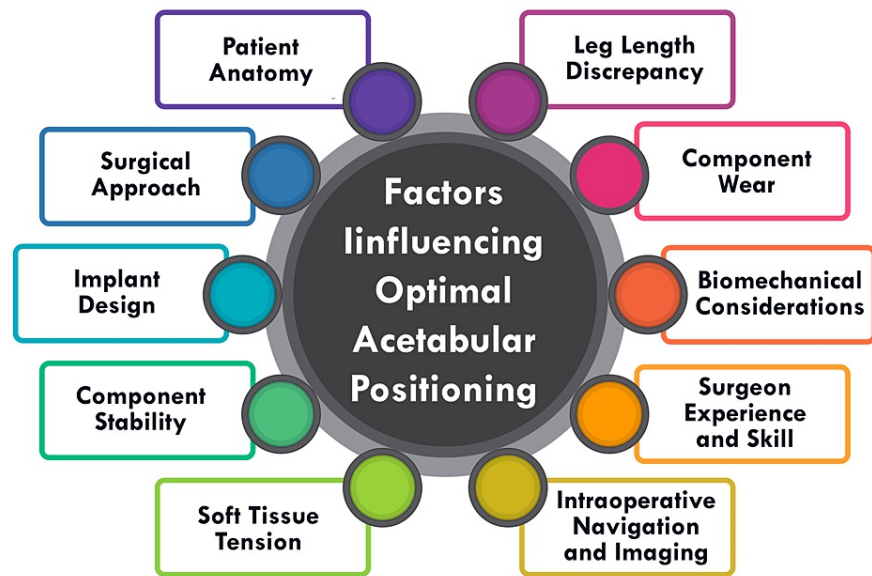 Patient
Anatomy
Leg Length
Discrepancy
Surgical
Approach
Component
Wear
Factors
Iinfluencing
Optimal
Acetabular
Positioning
Implant
Design
Biomechanical
Considerations
Component
Stability
Surgeon
Experience
and Skill
Soft Tissue
Tension
Intraoperative
Navigation
and Imaging